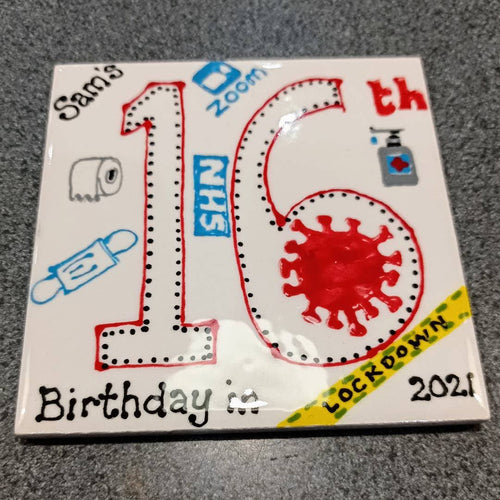 Sam's
zoom
16th
NHS
Birthday in
LOCKDOWN
2021